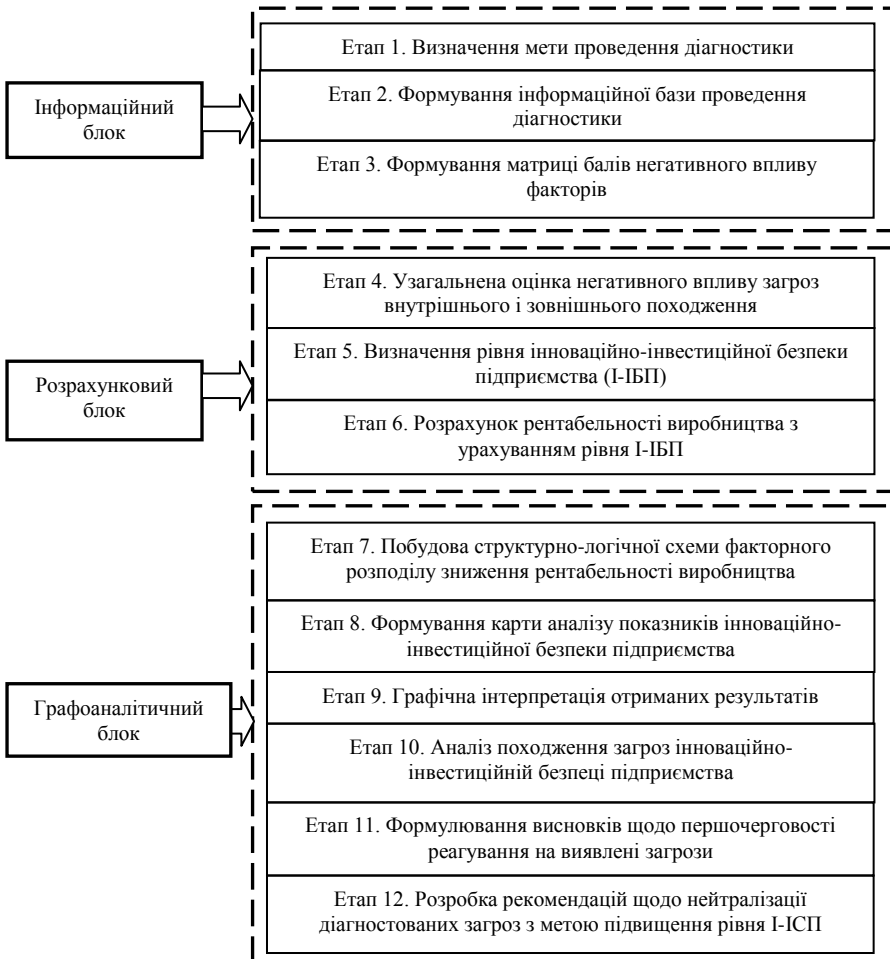 Інформаційний
блок
Етап 1. Визначення мети проведення діагностики
Етап 2. Формування інформаційної бази проведення
діагностики
Етап 3. Формування матриці балів негативного впливу
факторів
Розрахунковий
блок
Етап 4. Узагальнена оцінка негативного впливу загроз
внутрішнього і зовнішнього походження
Етап 5. Визначення рівня інноваційно-інвестиційної безпеки
підприємства (І-ІБП)
Етап 6. Розрахунок рентабельності виробництва з
урахуванням рівня І-ІБП
Графоаналітичний
блок
Етап 7. Побудова структурно-логічної схеми факторного
розподілу зниження рентабельності виробництва
Етап 8. Формування карти аналізу показників інноваційно-
інвестиційної безпеки підприємства
Етап 9. Графічна інтерпретація отриманих результатів
Етап 10. Аналіз походження загроз інноваційно-
інвестиційній безпеці підприємства
Етап 11. Формулювання висновків щодо першочерговості
реагування на виявлені загрози
Етап 12. Розробка рекомендацій щодо нейтралізації
діагностованих загроз з метою підвищення рівня І-ІСП